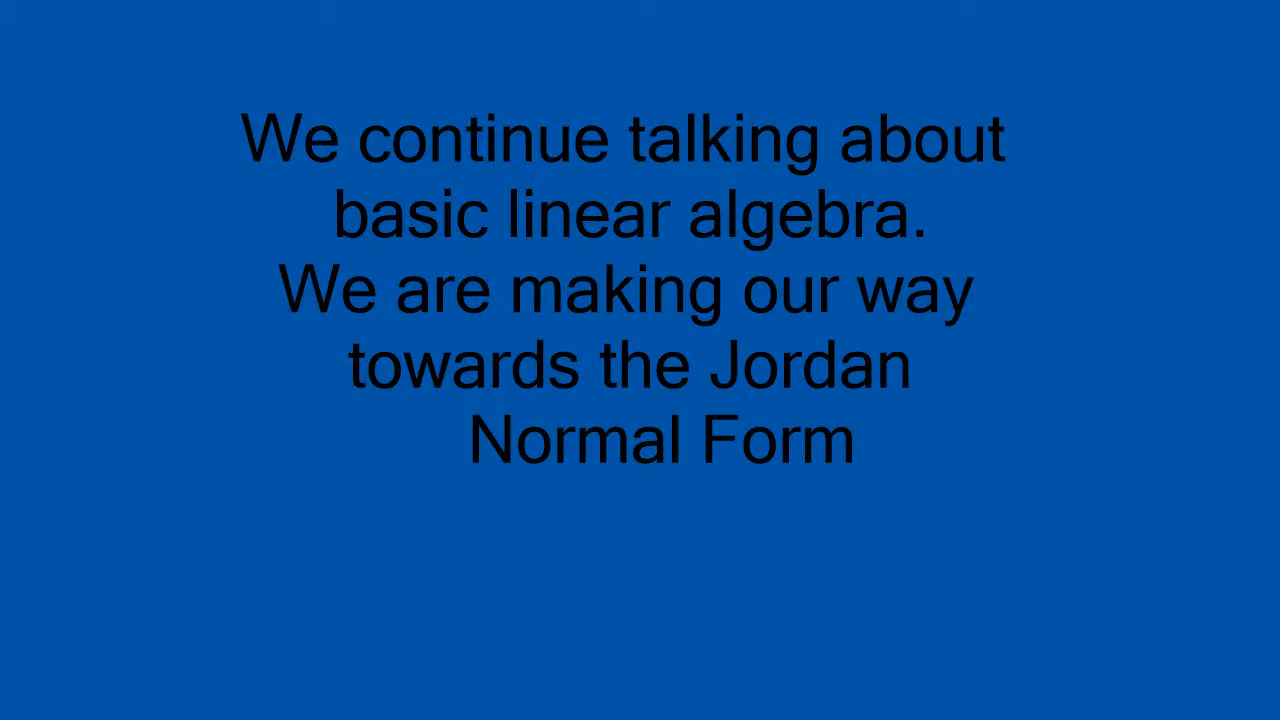 We continue talking about
basic linear algebra.
We are making our way
towards the Jordan
Normal Form